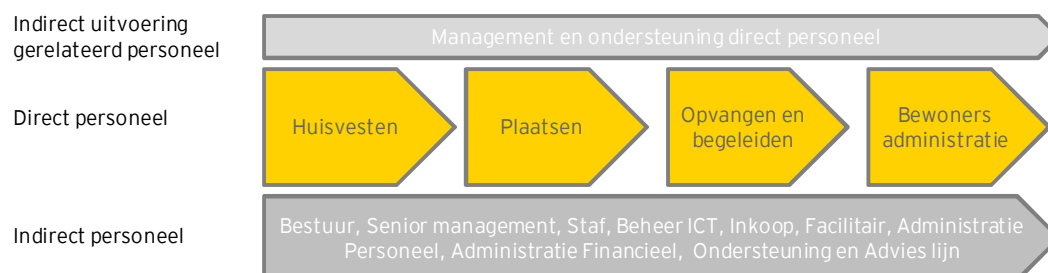 Indirect uitvoering
gerelateerd personeel
Management en ondersteuning direct personeel
Direct personeel
Huisvesten
Plaatsen
Opvangen en
begeleiden
Bewoners
administratie
Indirect personeel
Bestuur, Senior management, Staf, Beheer ICT, Inkoop, Facilitair, Administratie
Personeel, Administratie Financieel, Ondersteuning en Advies lijn